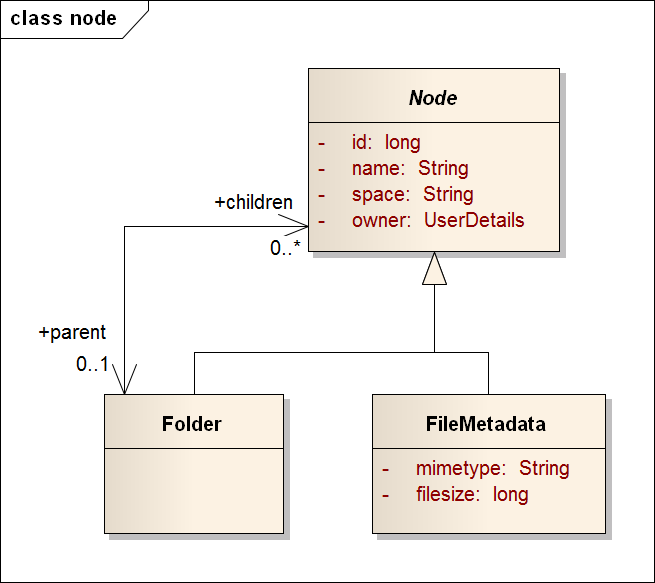 class node
Node
- id: long
- name: String
- space: String
- owner: UserDetails
+children
0..*
+parent
0..1
Folder
FileMetadata
- mimetype: String
- filesize: long